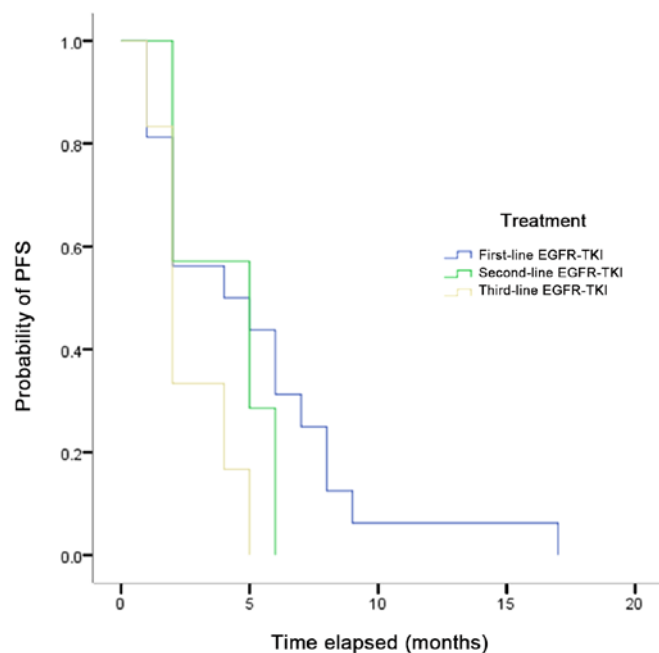 1.0
0.8
0.6
0.4
0.2
0.0
Probability of PFS
Treatment
First-line EGFR-TKI
Second-line EGFR-TKI
Third-line EGFR-TKI
0 5 10 15 20
Time elapsed (months)